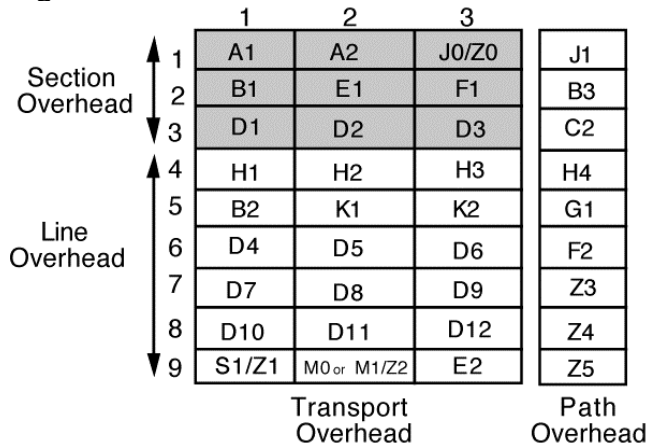 1 2 3
1 A1 A2 J0/Z0 J1
Section
Overhead
2 B1 E1 F1 B3
3 D1 D2 D3 C2
4 H1 H2 H3 H4
5 B2 K1 K2 G1
Line
Overhead
6 D4 D5 D6 F2
7 D7 D8 D9 Z3
8 D10 D11 D12 Z4
9 S1/Z1 M0 or M1/Z2 E2 Z5
Transport
Overhead
Path
Overhead